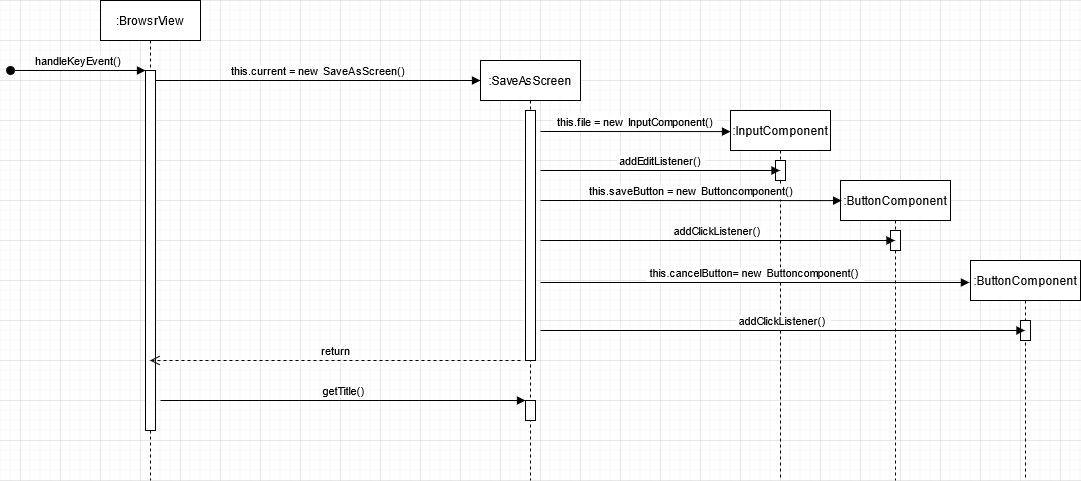 :BrowsrView
handleKeyEvent()
this.current = new SaveAsScreen()
:SaveAsScreen
this.file = new InputComponent()
:InputComponent
addEditListener()
this.saveButton = new Buttoncomponent()
:ButtonComponent
addClickListener()
this.cancelButton= new Buttoncomponent()
:ButtonComponent
addClickListener()
return
getTitle()